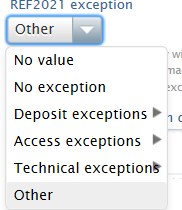 REF2021 exception
Other
No value
No exception
Deposit exceptions
Access exceptions
Technical exceptions
Other